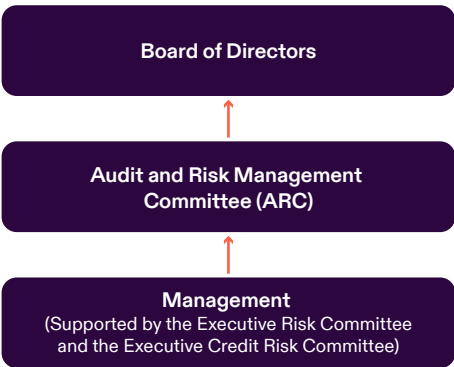 Board of Directors
Audit and Risk Management
Committee (ARC)
Management
(Supported by the Executive Risk Committee
and the Executive Credit Risk Committee)